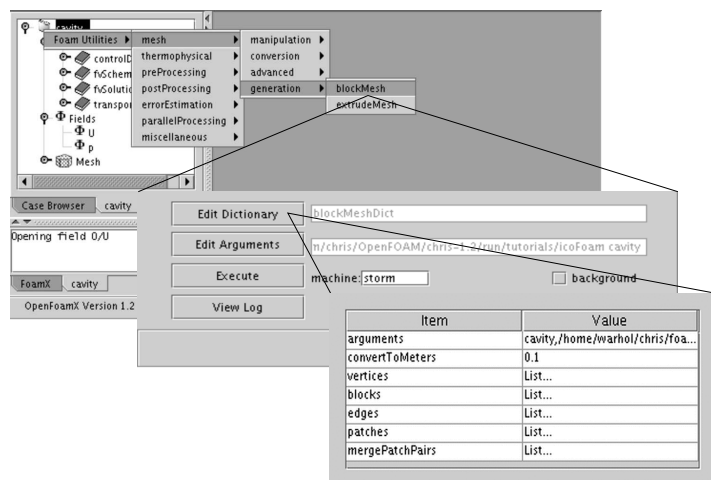 cavity
Foam Utilities
mesh
manipulation
thermophysical
conversion
controlD
preProcessing
advanced
fvSchem
postProcessing
generation
blockMesh
fvSolutio
errorEstimation
extrudeMesh
transpor
parallelProcessing
Fields
miscellaneous
U
p
Mesh
Case Browser
cavity
Opening field 0/U
FoamX
cavity
OpenFoamX Version 1.2
Edit Dictionary
blockMeshDict
Edit Arguments
n/chris/OpenFOAM/chris-1.2/run/tutorials/icoFoam cavity
Execute
machine: storm
background
View Log
Item Value
arguments cavity,/home/warhol/chris/foa...
convertToMeters 0.1
vertices List...
blocks List...
edges List...
patches List...
mergePatchPairs List...